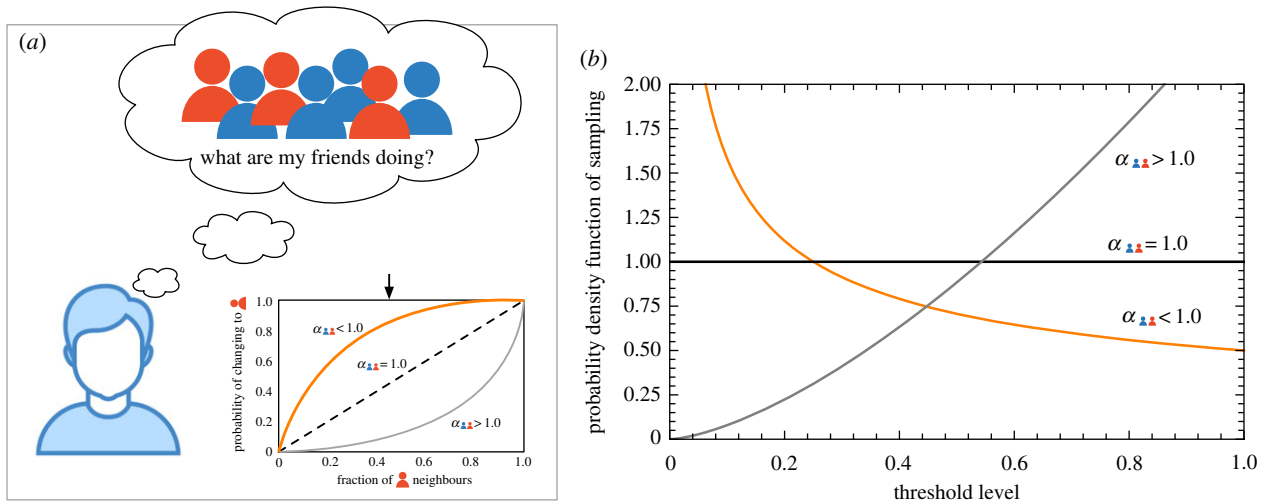 (a)
what are my friends doing?
probability of changing to
1.0
0.8
0.6
0.4
0.2
0
α < 1.0
α = 1.0
α > 1.0
0 0.2 0.4 0.6 0.8 1.0
fraction of neighbours
(b)
probability density function of sampling
2.00
1.75
1.50
1.25
1.00
0.75
0.50
0.25
0
α > 1.0
α = 1.0
α < 1.0
0 0.2 0.4 0.6 0.8 1.0
threshold level